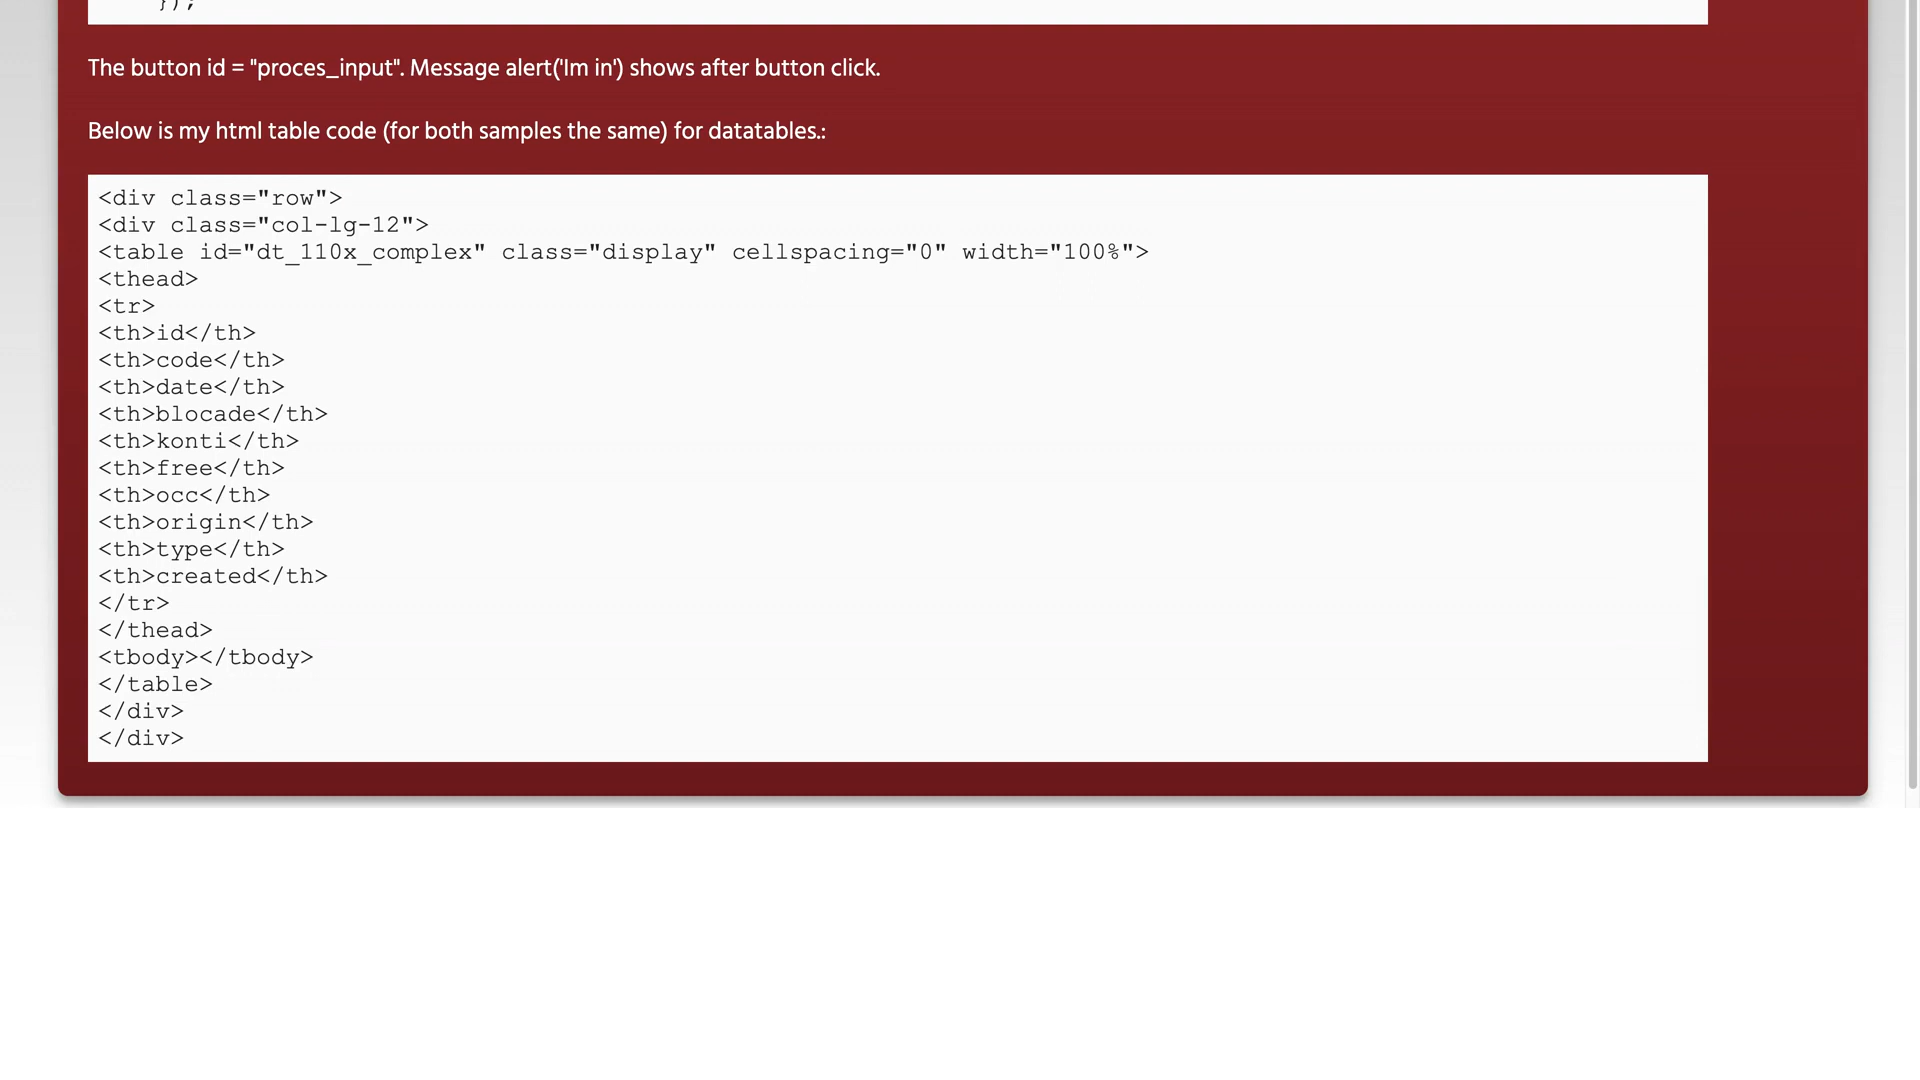 });
The button id = "proces_input". Message alert('Im in') shows after button click.
Below is my html table code (for both samples the same) for datatables.:
<div class="row">
<div class="col-lg-12">
<table id="dt_110x_complex" class="display" cellspacing="0" width="100%">
<thead>
<tr>
<th>id</th>
<th>code</th>
<th>date</th>
<th>blocade</th>
<th>konti</th>
<th>free</th>
<th>occ</th>
<th>origin</th>
<th>type</th>
<th>created</th>
</tr>
</thead>
<tbody></tbody>
</table>
</div>
</div>